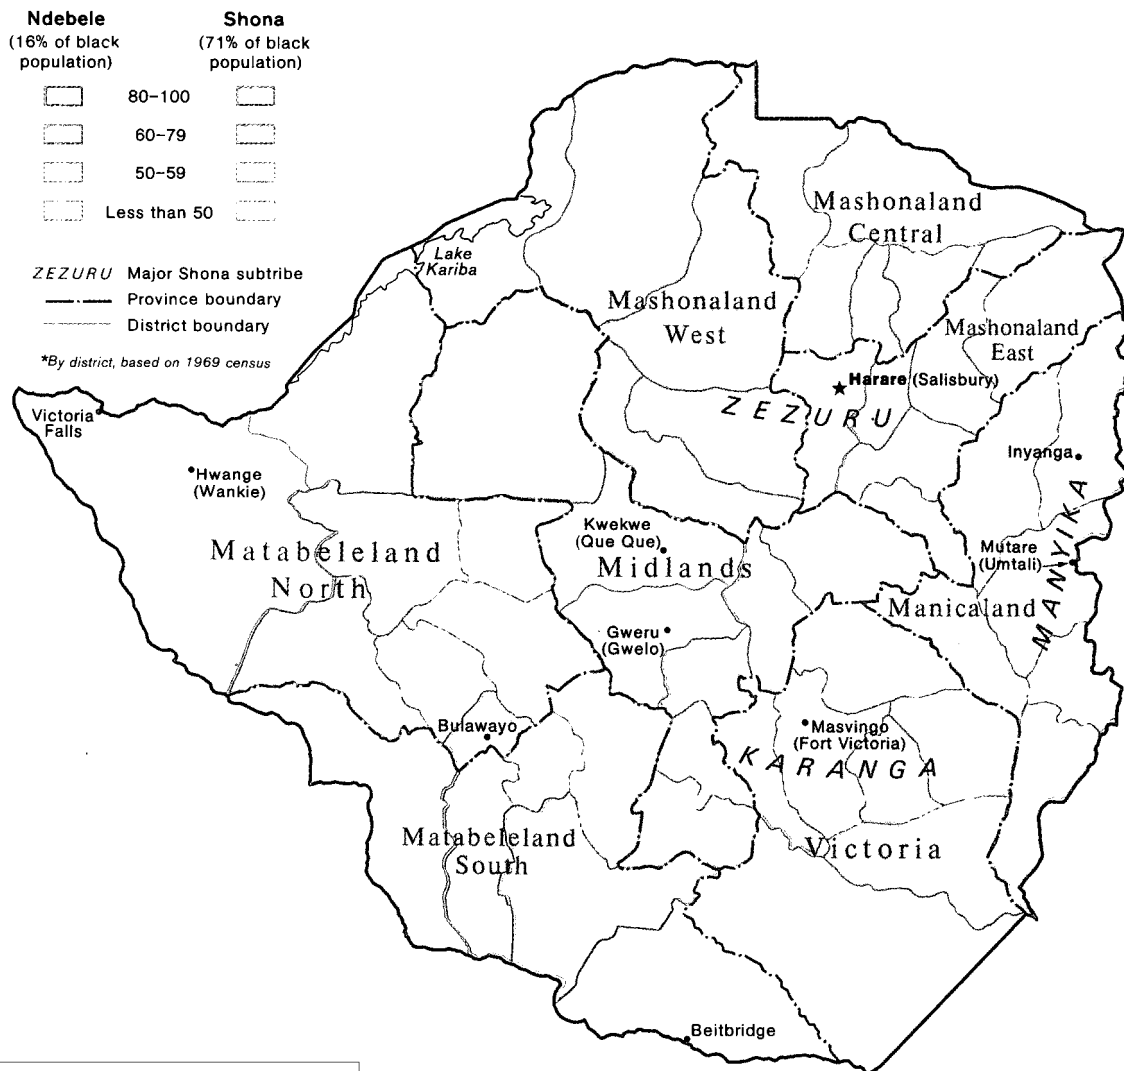 Ndebele
(16% of black
population)
Shona
(71% of black
population)
80–100
60–79
50–59
Less than 50
ZEZURU Major Shona subtribe
Province boundary
District boundary
*By district, based on 1969 census
Lake
Kariba
Mashonaland
Central
Mashonaland
West
Mashonaland
East
Harare (Salisbury)
ZEZURU
Victoria
Falls
Hwange
(Wankie)
Inyanga
MANYIKA
Matabeleland
North
Kwekwe
(Que Que)
Midlands
Mutare
(Umtali)
Manicaland
Gweru
(Gwelo)
Bulawayo
Masvingo
(Fort Victoria)
KARANGA
Matabeleland
South
Victoria
Beitbridge